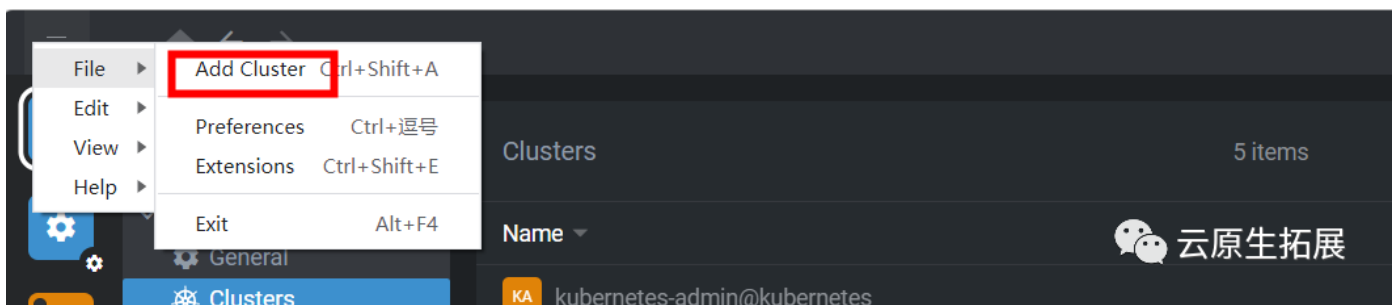 File
Edit
View
Help
Add Cluster Ctrl+Shift+A
Preferences Ctrl+逗号
Extensions Ctrl+Shift+E
Exit Alt+F4
General
Clusters
Clusters 5 items
Name
KA kubernetes-admin@kubernetes
云原生拓展